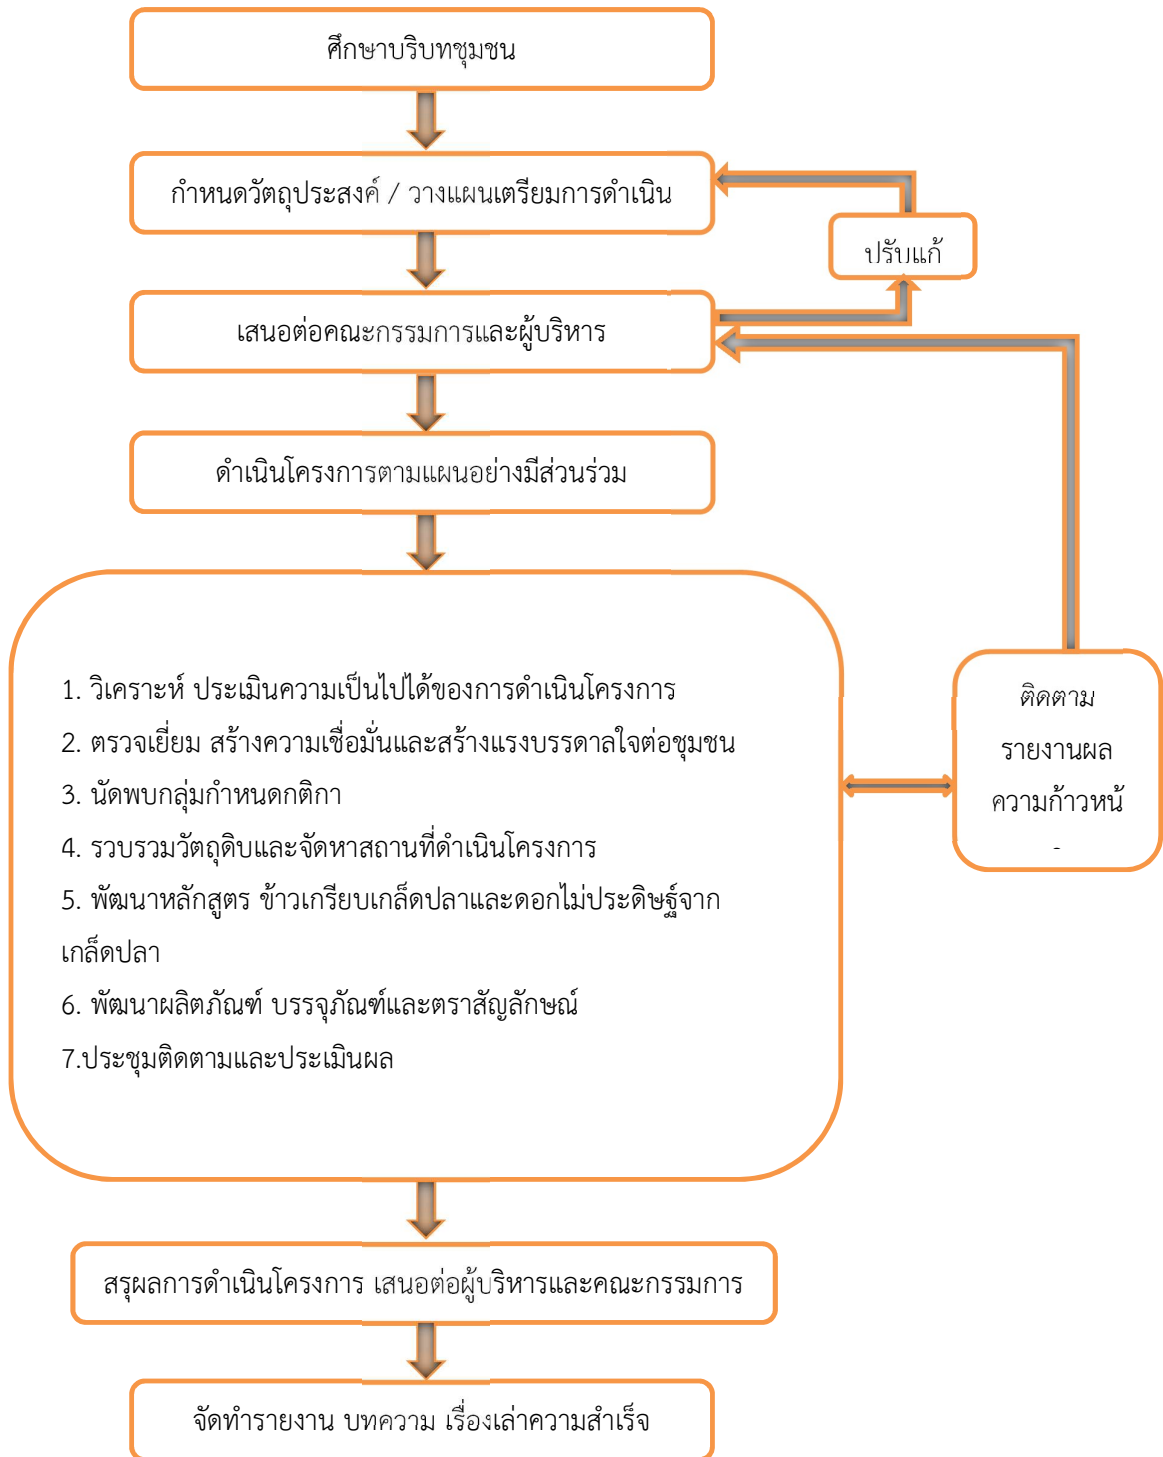 ศึกษาบริบทชุมชน
กำหนดวัตถุประสงค์ / วางแผนเตรียมการดำเนิน
ปรับแก้
เสนอต่อคณะกรรมการและผู้บริหาร
ดำเนินโครงการตามแผนอย่างมีส่วนร่วม
1. วิเคราะห์ ประเมินความเป็นไปได้ของการดำเนินโครงการ
2. ตรวจเยี่ยม สร้างความเชื่อมั่นและสร้างแรงบรรดาลใจต่อชุมชน
3. นัดพบกลุ่มกำหนดกติกา
4. รวบรวมวัตถุดิบและจัดหาสถานที่ดำเนินโครงการ
5. พัฒนาหลักสูตร ข้าวเกรียบเกล็ดปลาและดอกไม่ประดิษฐ์จาก
เกล็ดปลา
6. พัฒนาผลิตภัณฑ์ บรรจุภัณฑ์และตราสัญลักษณ์
7.ประชุมติดตามและประเมินผล
ติดตาม
รายงานผล
ความก้าวหน้
สรุผลการดำเนินโครงการ เสนอต่อผู้บริหารและคณะกรรมการ
จัดทำรายงาน บทความ เรื่องเล่าความสำเร็จ